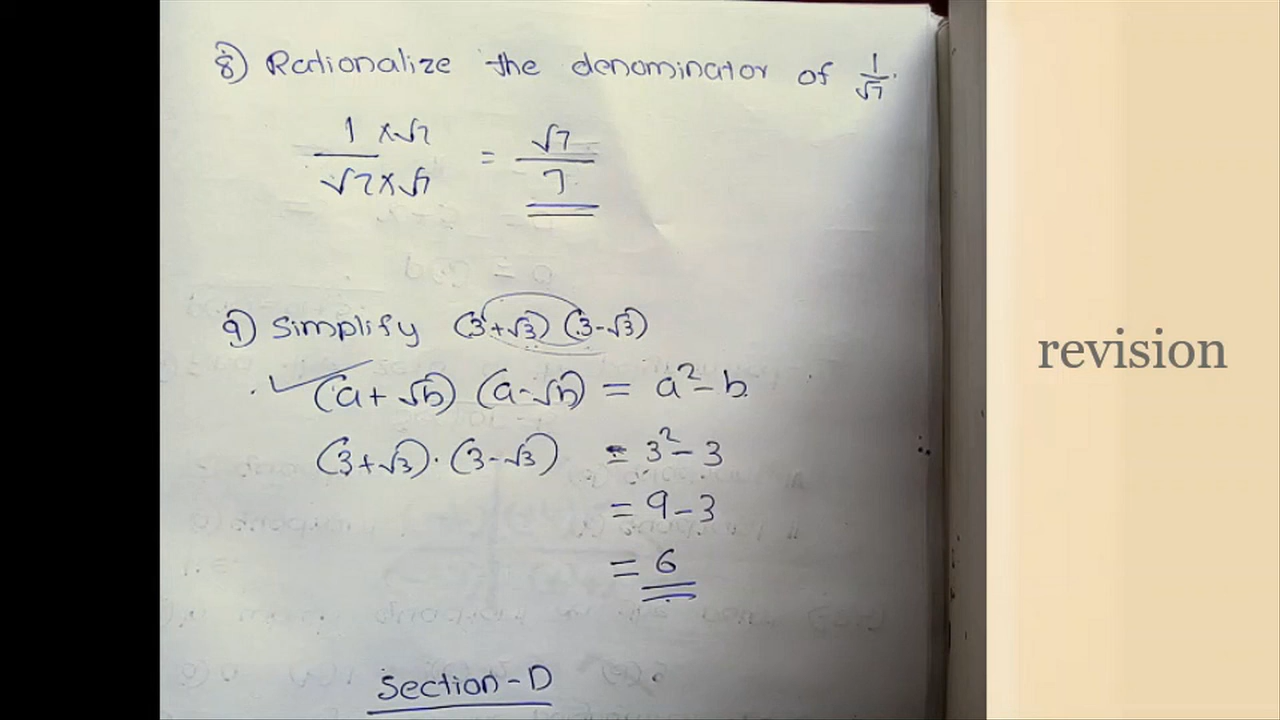 8) Rationalize the denominator of 1/√7.
1 × √7 / √7 × √7 = √7 / 7
9) Simplify (3+√3) (3-√3)
(a + √b) (a - √b) = a² - b.
(3 + √3) . (3 - √3) = 3² - 3
= 9 - 3
= 6
Section - D
revision